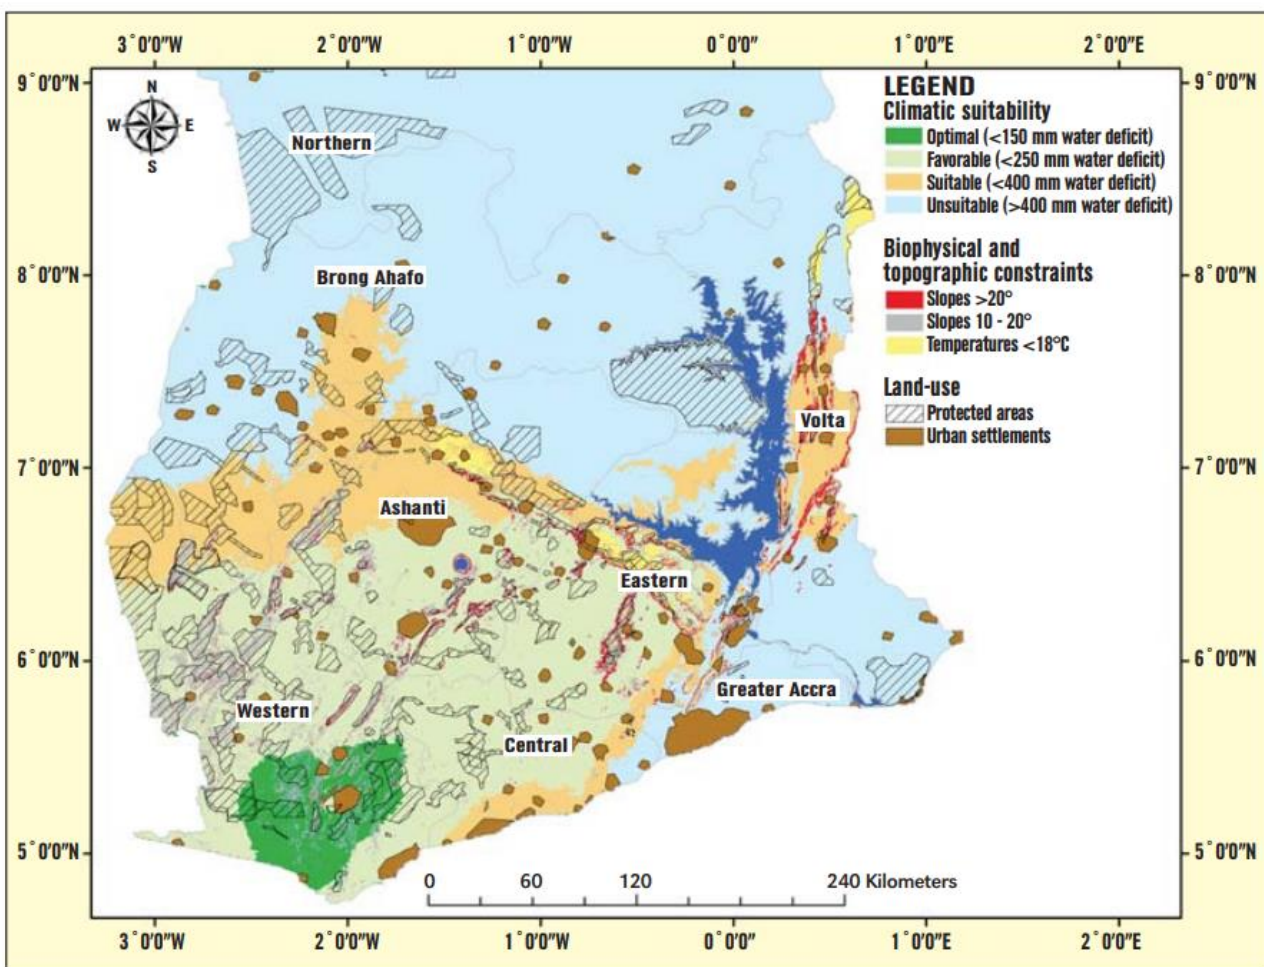 3°0'0"W 2°0'0"W 1°0'0"W 0°0'0" 1°0'0"E 2°0'0"E
9°0'0"N
9°0'0"N
N
W E
S
LEGEND
Climatic suitability
Optimal (<150 mm water deficit)
Favorable (<250 mm water deficit)
Suitable (<400 mm water deficit)
Unsuitable (>400 mm water deficit)
Northern
8°0'0"N
Brong Ahafo
Biophysical and
topographic constraints
8°0'0"N
Slopes >20°
Slopes 10 - 20°
Temperatures <18°C
Land-use
Protected areas
Urban settlements
Volta
7°0'0"N
7°0'0"N
Ashanti
Eastern
6°0'0"N
6°0'0"N
Greater Accra
Western
Central
5°0'0"N
5°0'0"N
0 60 120 240 Kilometers
3°0'0"W 2°0'0"W 1°0'0"W 0°0'0" 1°0'0"E 2°0'0"E